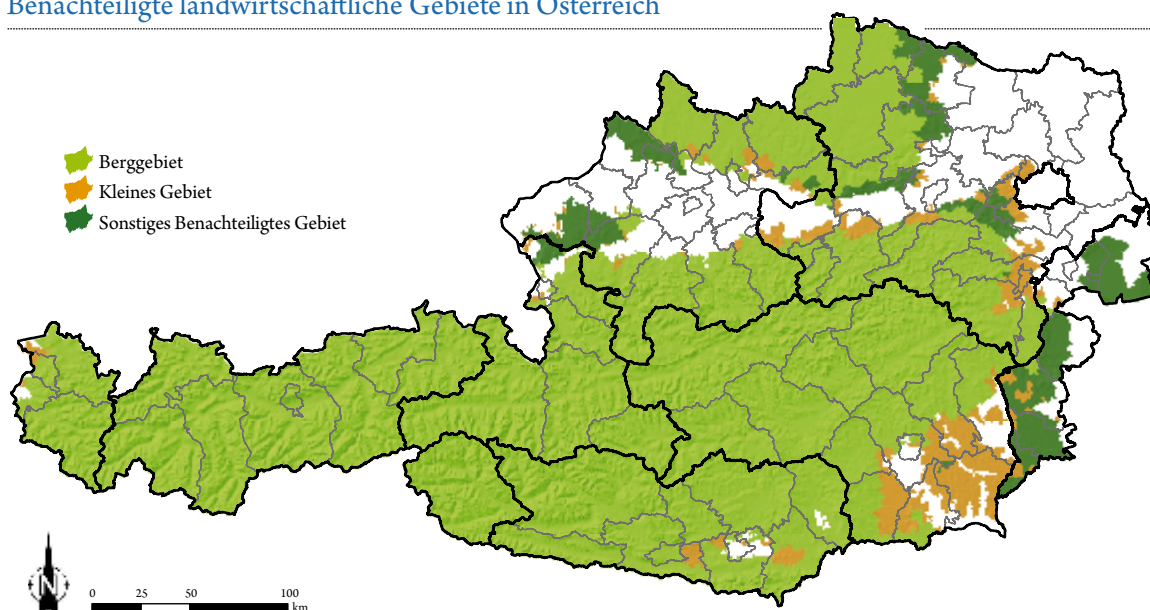 Benachteiligte landwirtschaftliche Gebiete in Österreich
Berggebiet
Kleines Gebiet
Sonstiges Benachteiligtes Gebiet
N
0 25 50 100
km